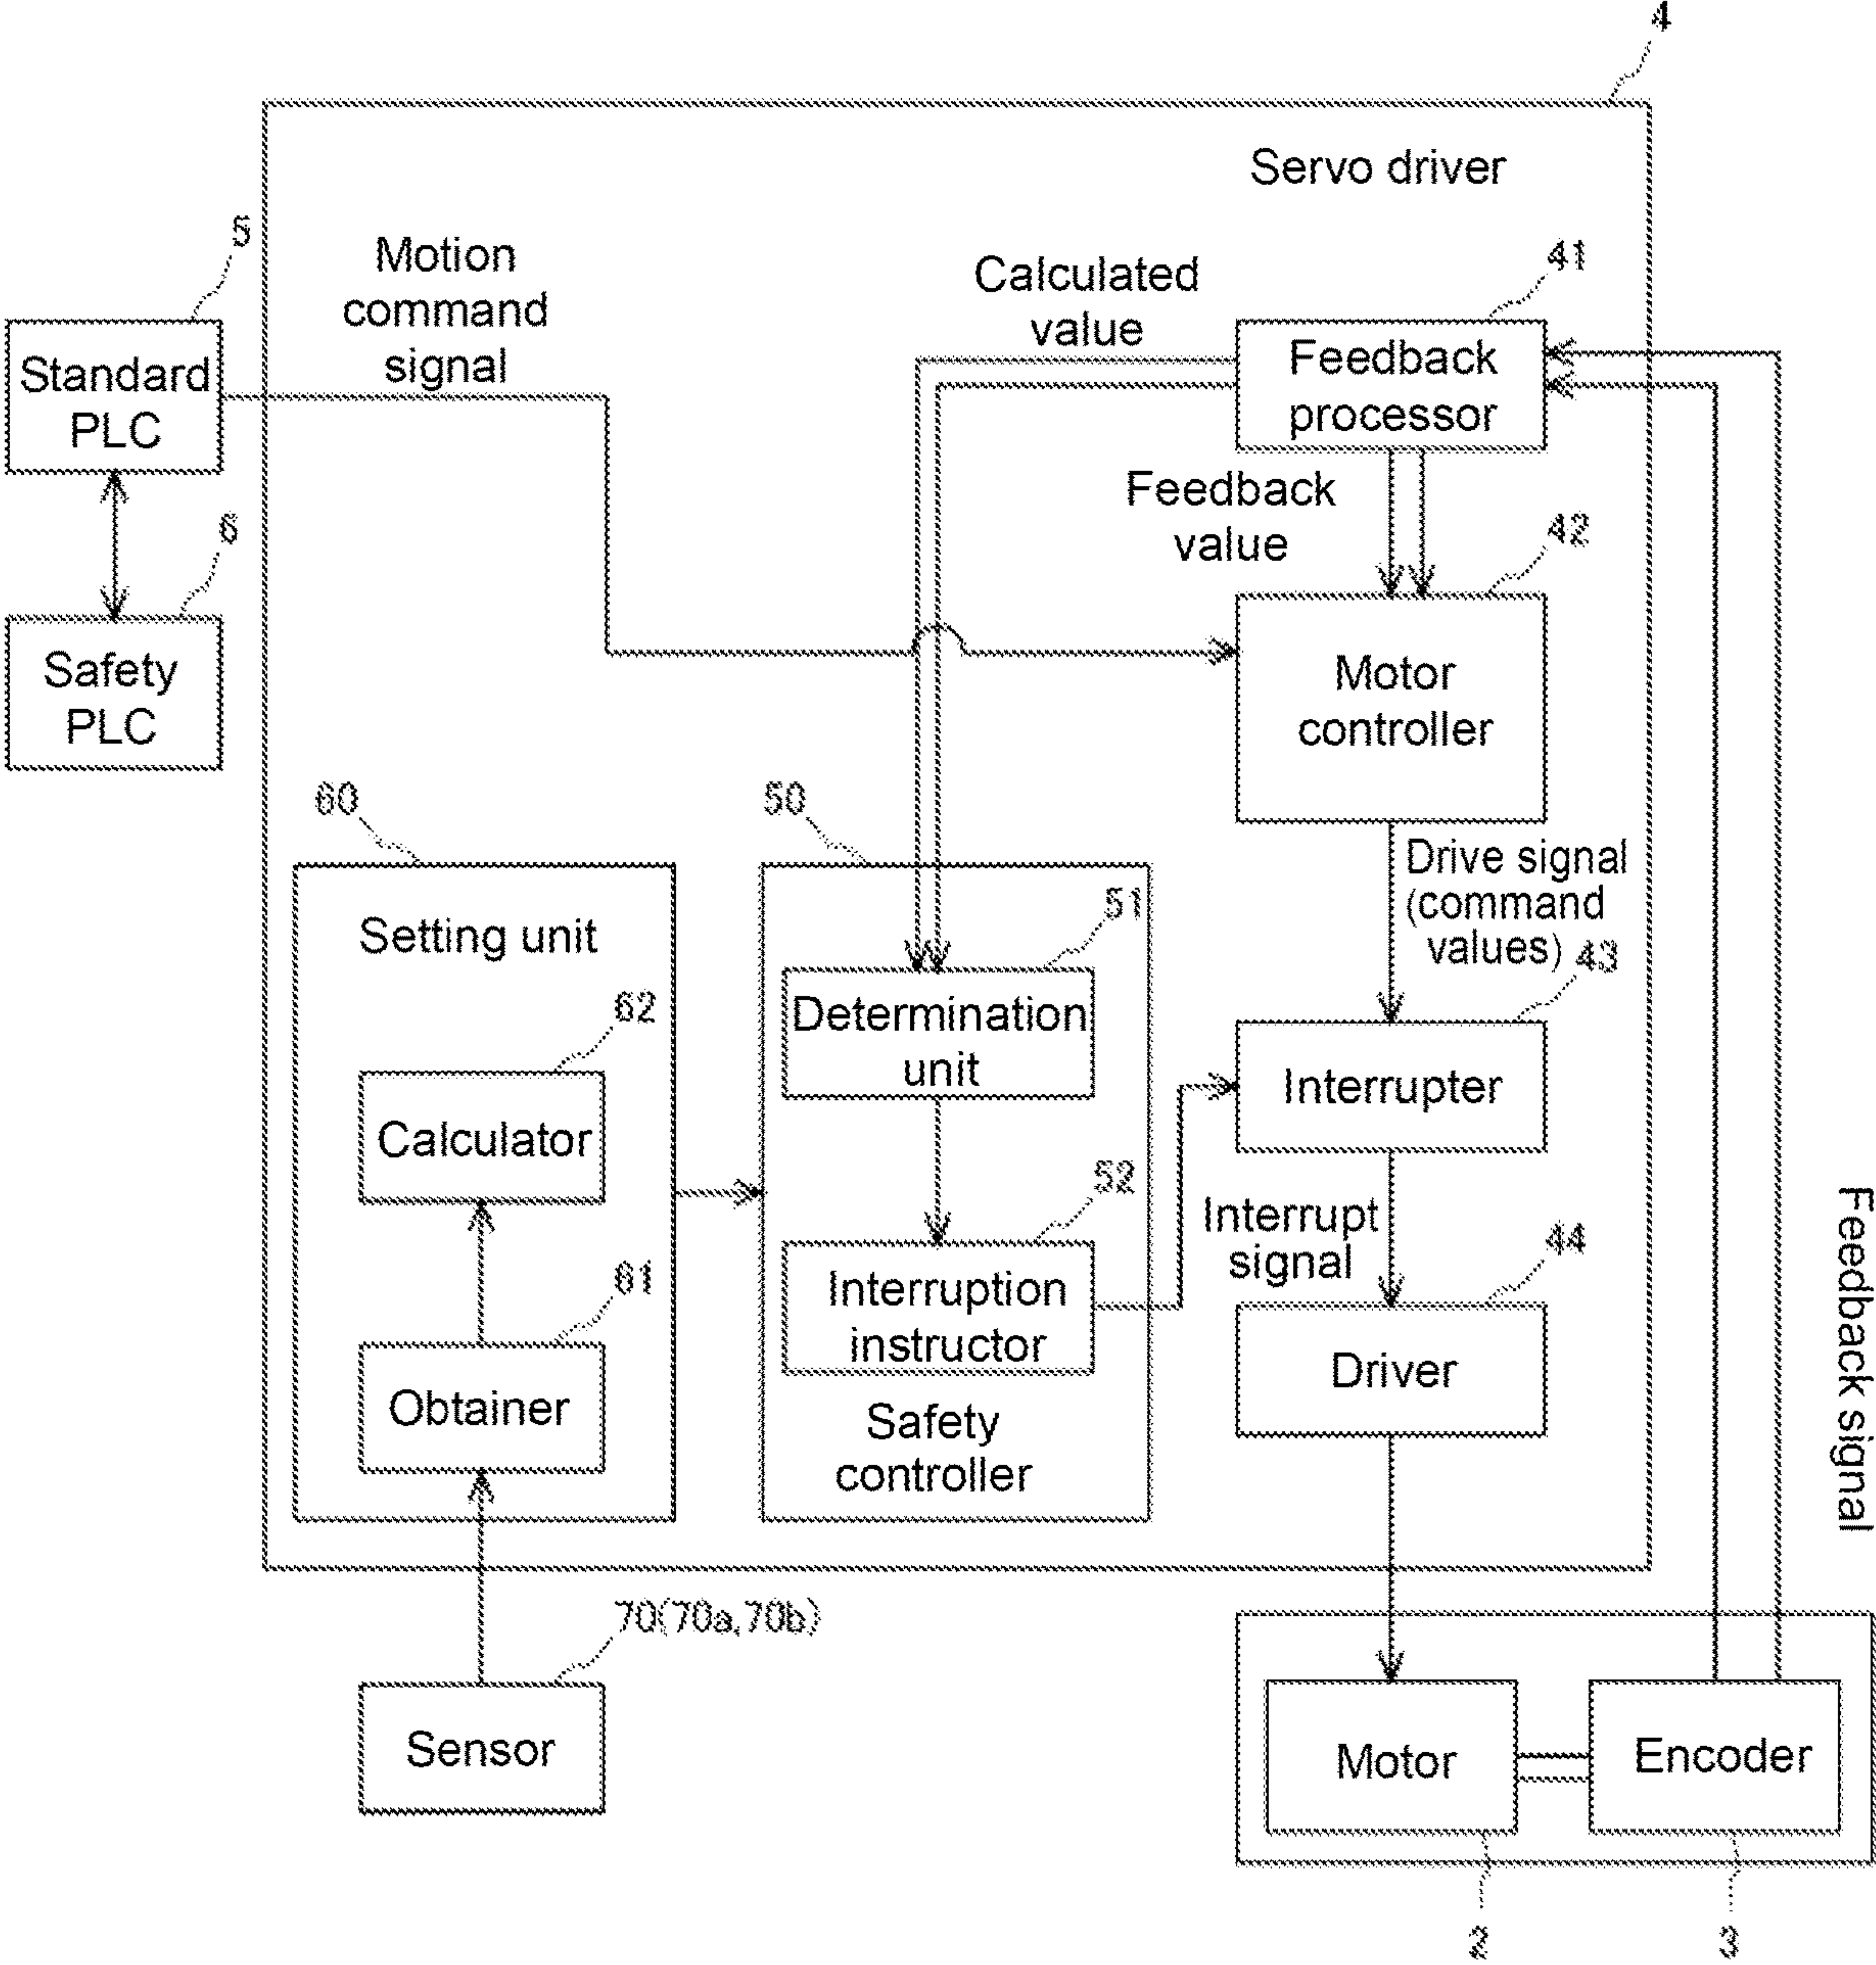 4
Servo driver
5
Motion
command
signal
Calculated
value
41
Standard
PLC
Feedback
processor
Feedback
value
6
42
Safety
PLC
Motor
controller
60
50
Drive signal
(command
values)
Setting unit
51
43
62
Determination
unit
Calculator
Interrupter
52
Interrupt
signal
44
61
Interruption
instructor
Obtainer
Driver
Safety
controller
Feedback signal
70(70a,70b)
Sensor
Motor
Encoder
2
3